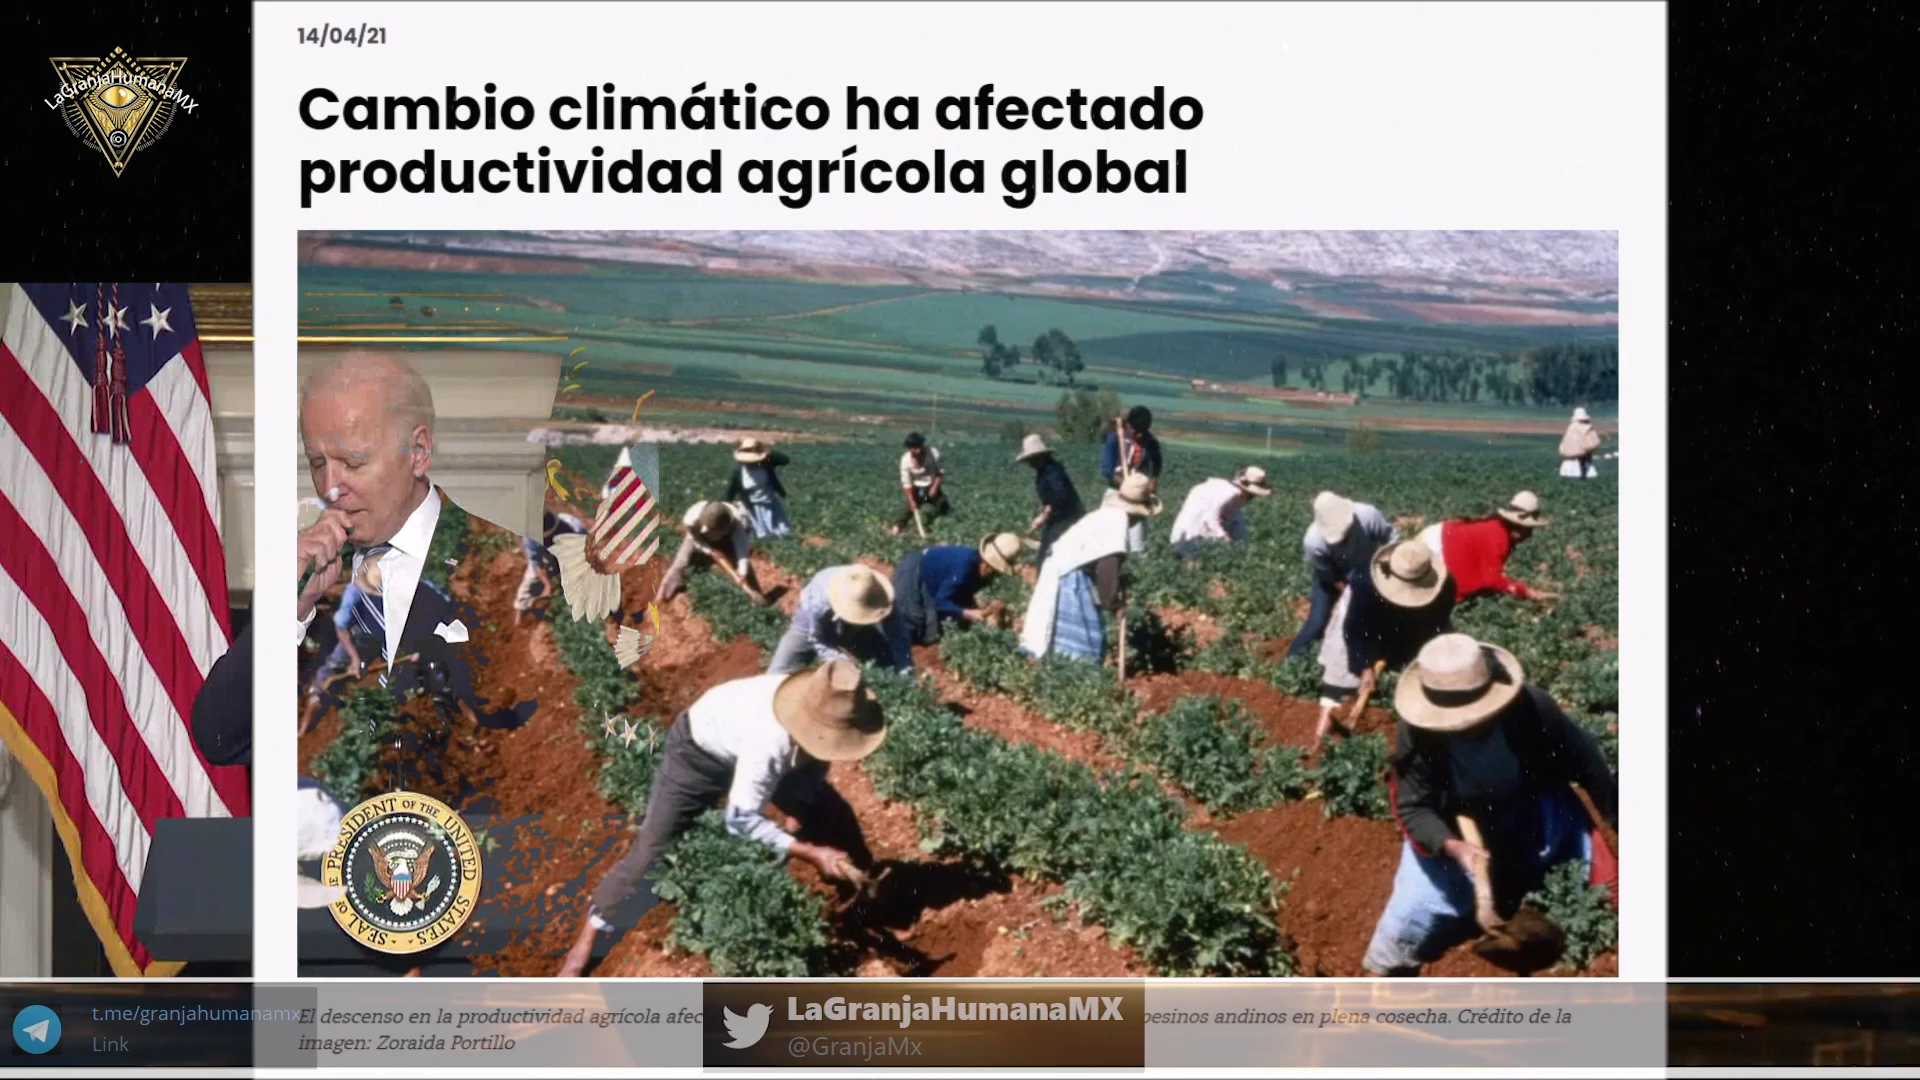 14/04/21
LaGranjaHumanaMX
Cambio climático ha afectado
productividad agrícola global
SEAL OF THE PRESIDENT OF THE UNITED STATES
t.me/granjahumanamx
Link
El descenso en la productividad agrícola
LaGranjaHumanaMX
@GranjaMx
andinos en plena cosecha. Crédito de la
imagen: Zoraida Portillo